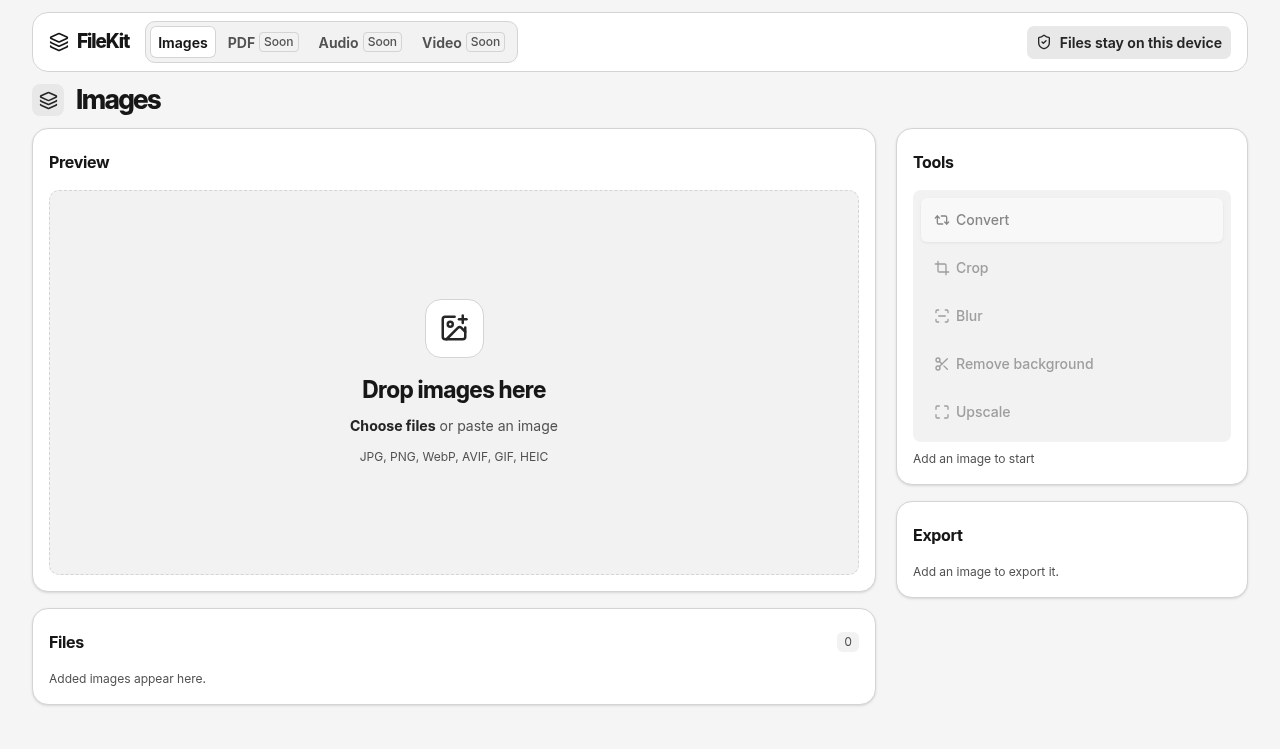 FileKit
Images
PDF Soon
Audio Soon
Video Soon
Files stay on this device
Images
Preview
Drop images here
Choose files or paste an image
JPG, PNG, WebP, AVIF, GIF, HEIC
Files
0
Added images appear here.
Tools
Convert
Crop
Blur
Remove background
Upscale
Add an image to start
Export
Add an image to export it.